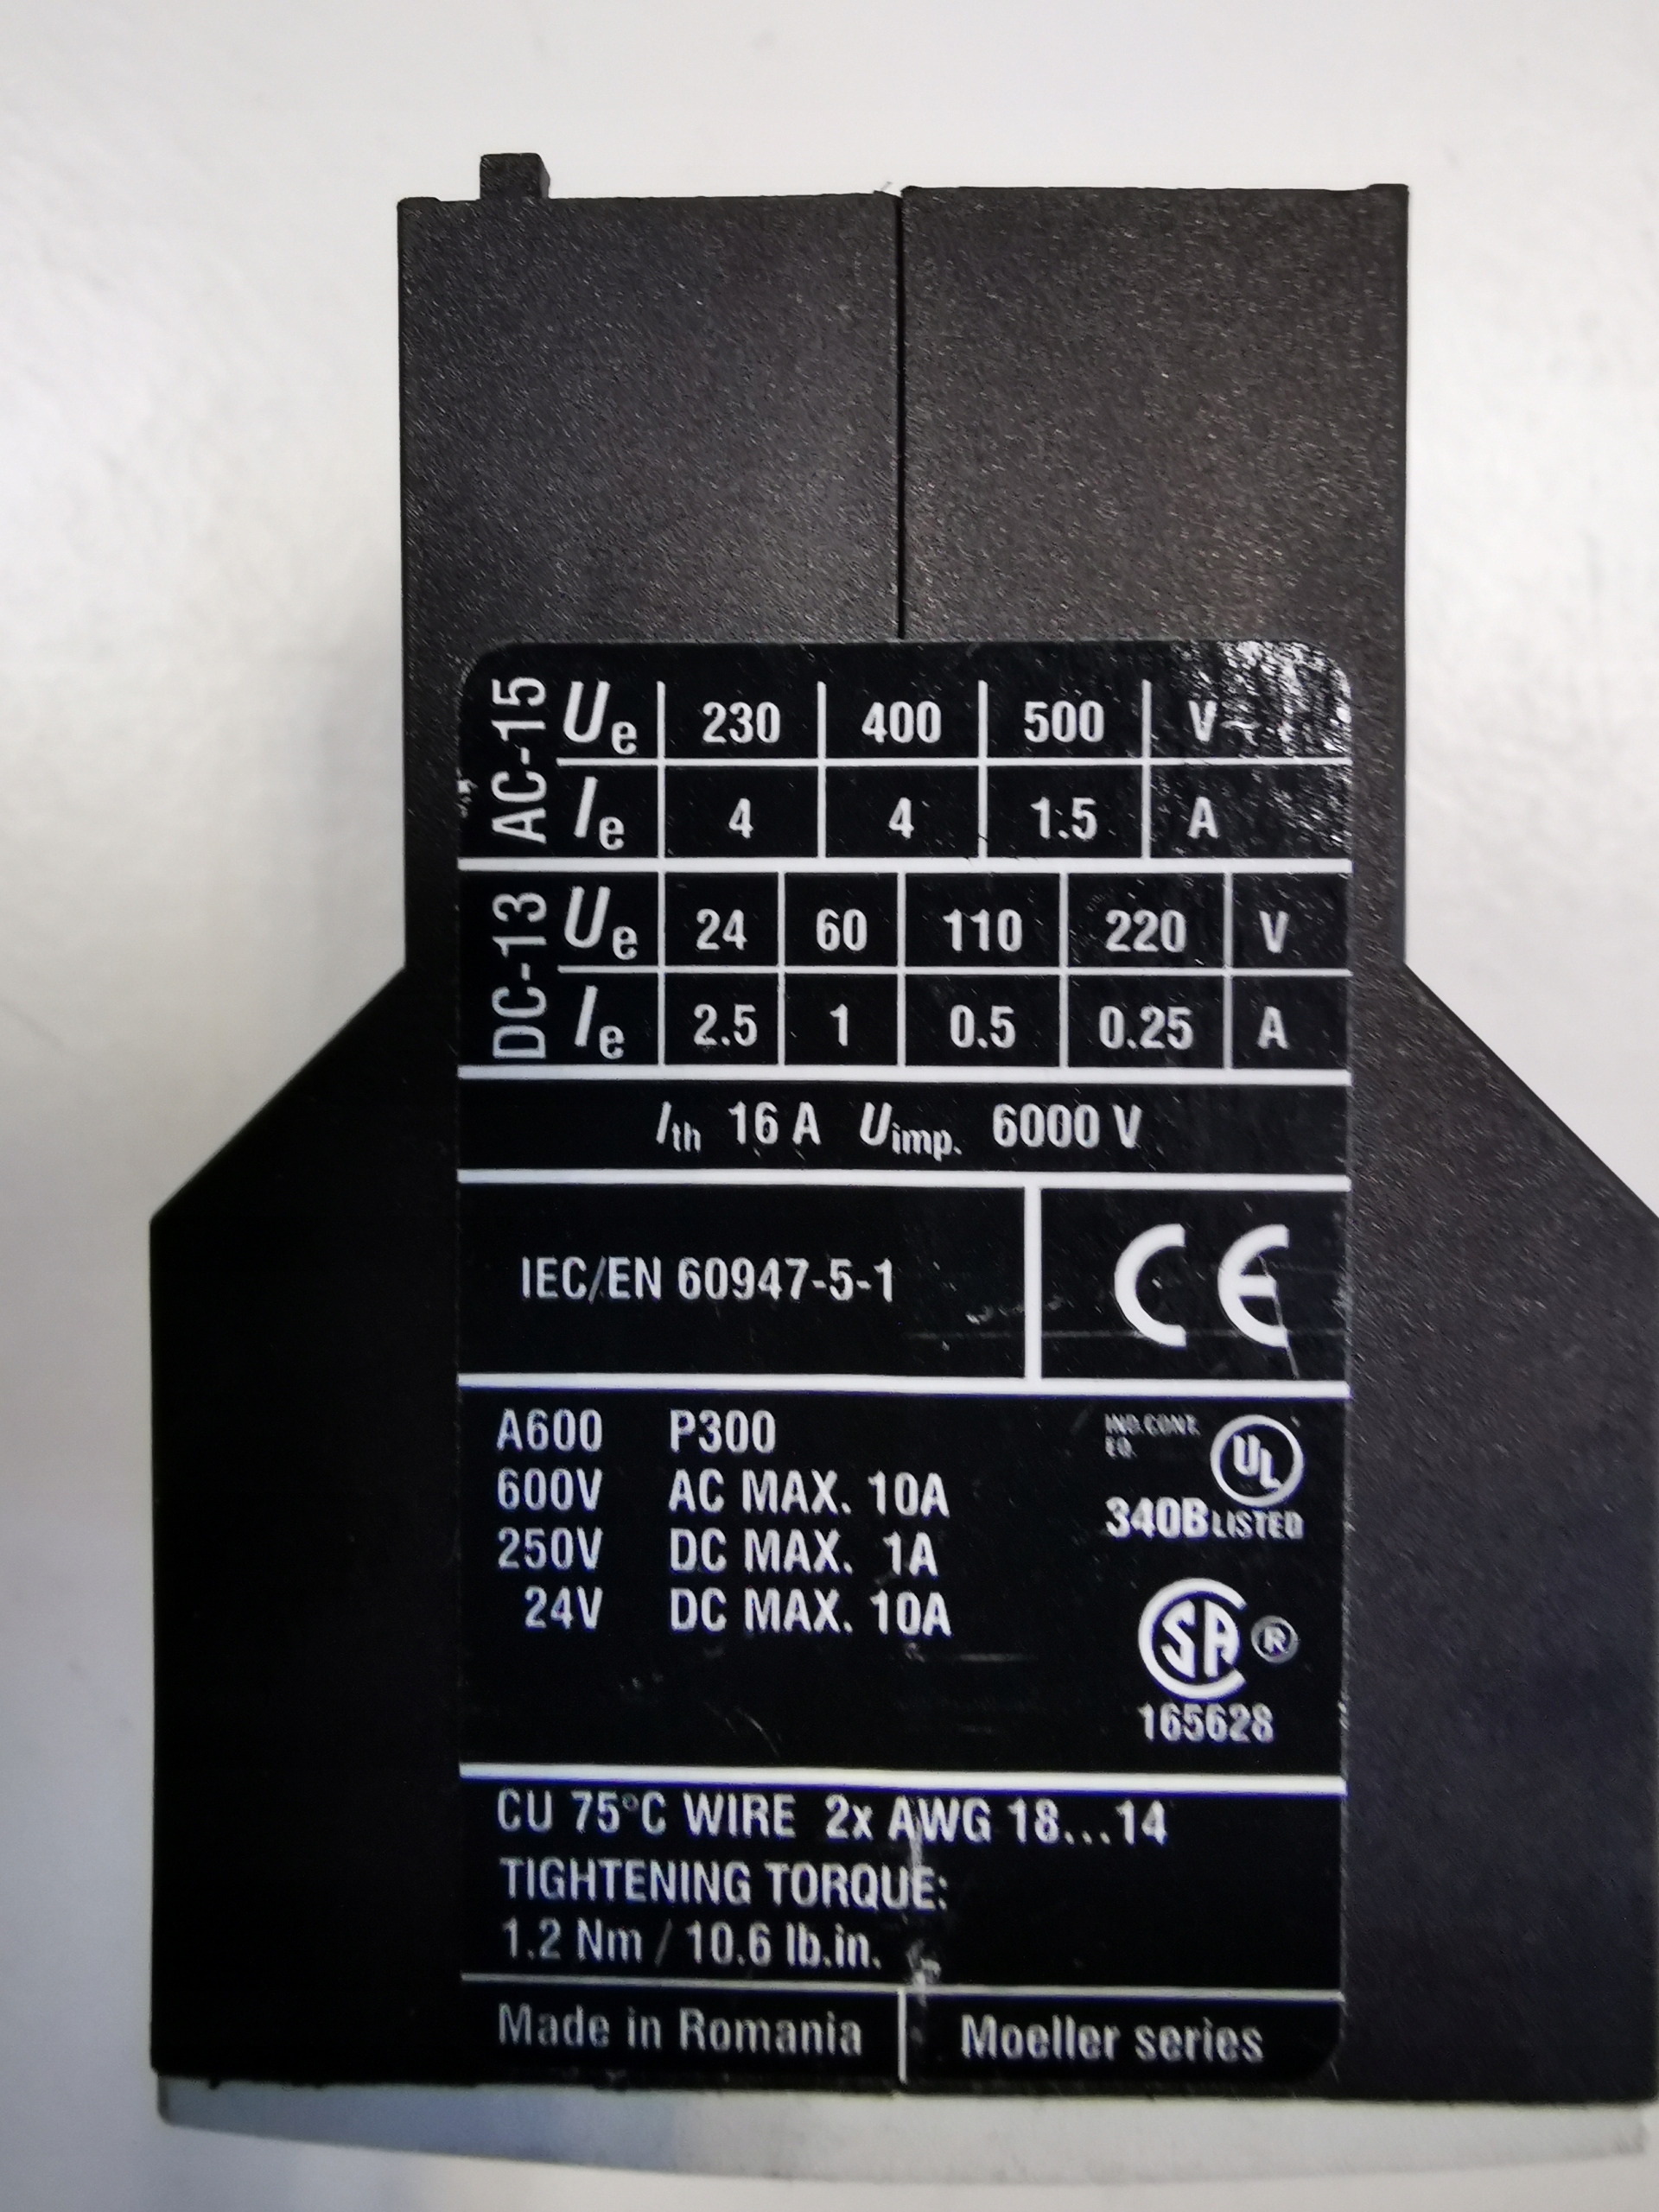 AC-15
Ue 230 400 500 V~
Ie 4 4 1.5 A
DC-13
Ue 24 60 110 220 V
Ie 2.5 1 0.5 0.25 A
Ith 16 A Uimp. 6000 V
IEC/EN 60947-5-1 CE
A600 P300
600V AC MAX. 10A
250V DC MAX. 1A
24V DC MAX. 10A
IND.CONT.
EQ.
UL
340B LISTED
CSA ®
165628
CU 75°C WIRE 2x AWG 18...14
TIGHTENING TORQUE:
1.2 Nm / 10.6 lb.in.
Made in Romania Moeller series